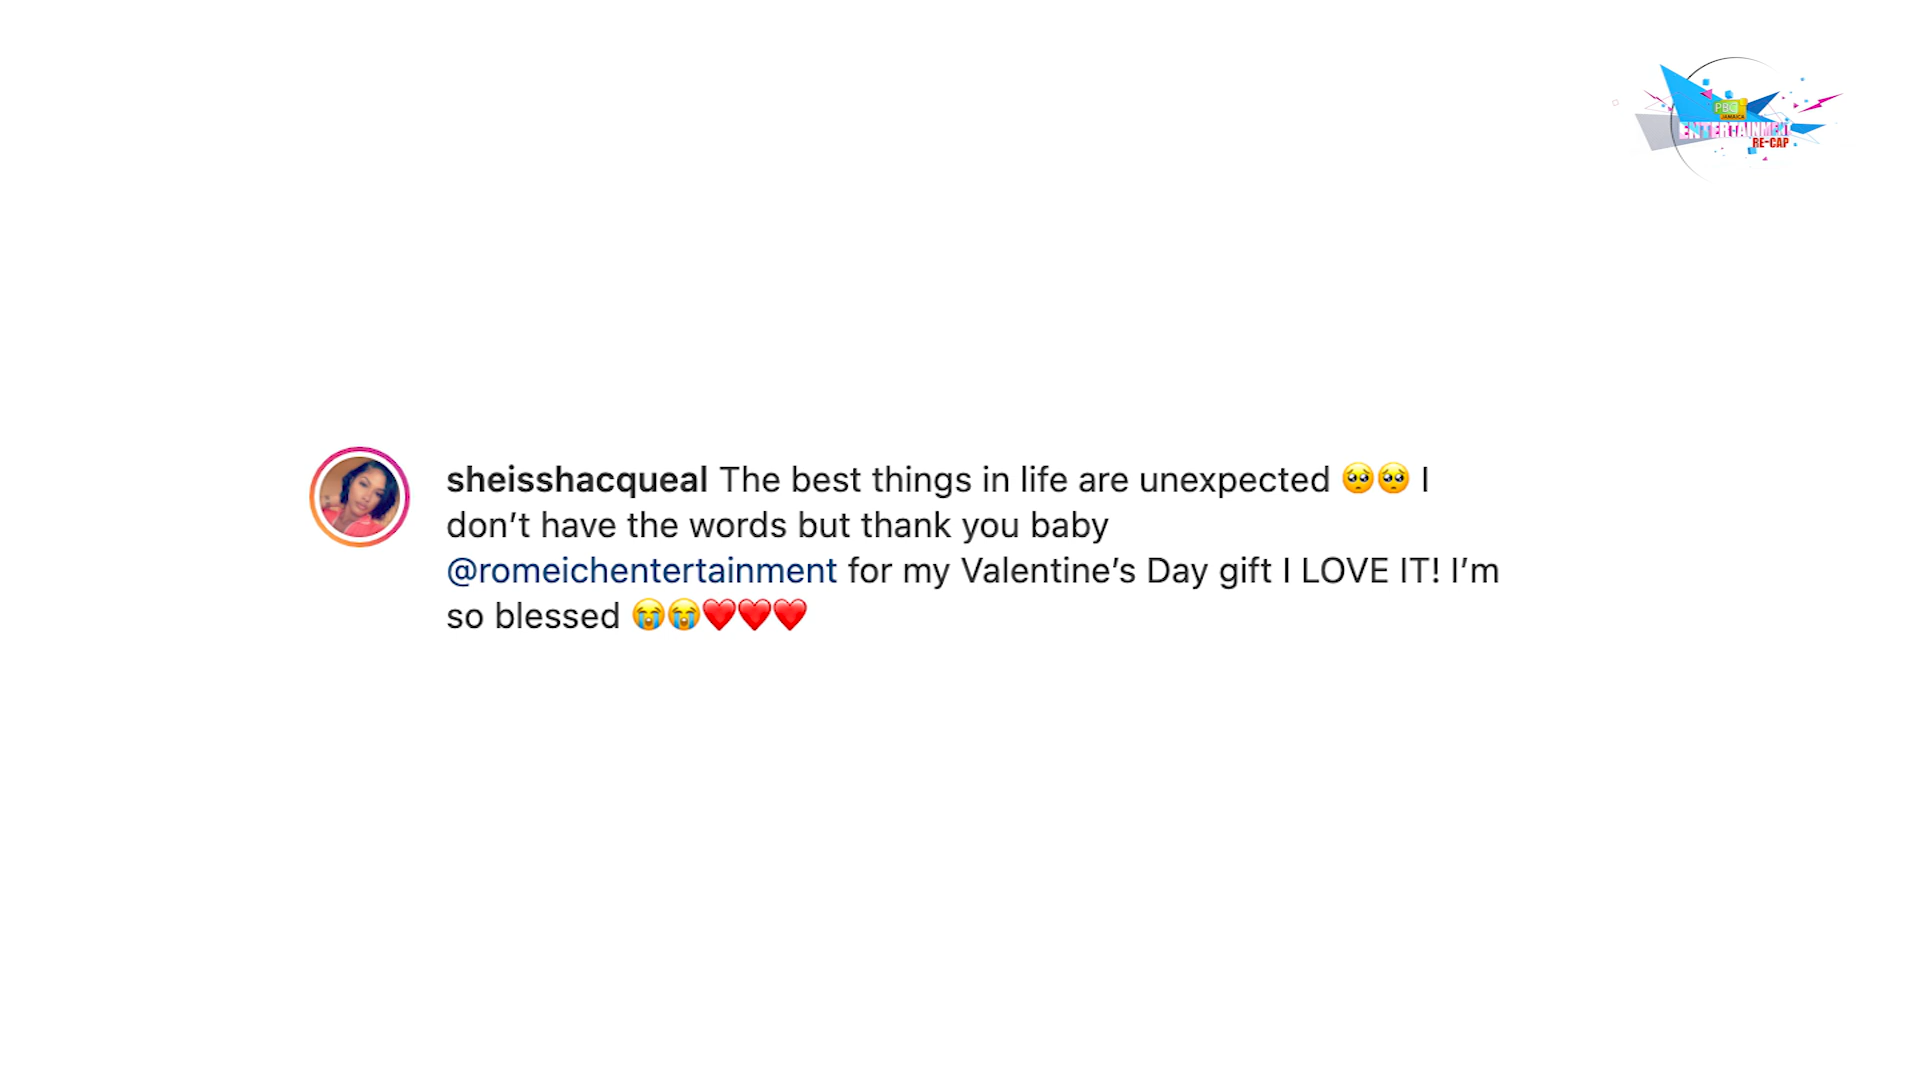 PBC
JAMAICA
ENTERTAINMENT
RE-CAP
sheisshacqueal The best things in life are unexpected 🥺🥺 I
don’t have the words but thank you baby
@romeichentertainment for my Valentine’s Day gift I LOVE IT! I’m
so blessed 😭😭❤️❤️❤️